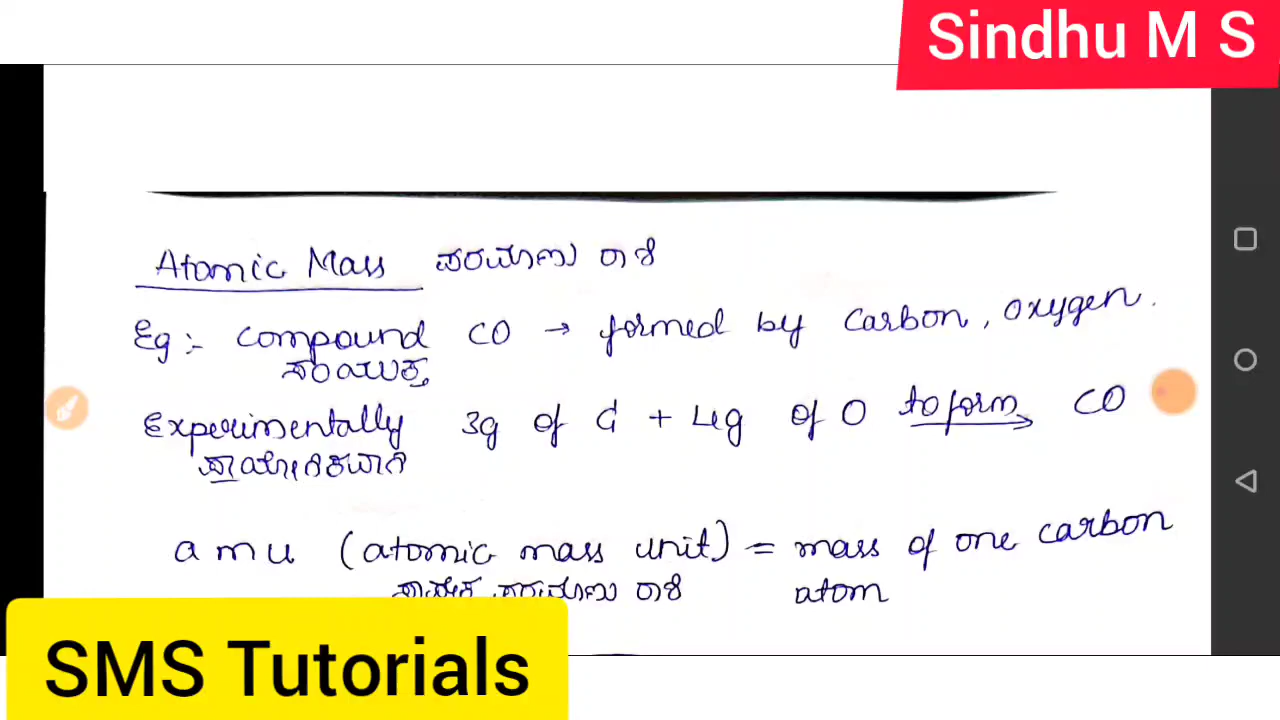 Sindhu M S
Atomic Mass ಪರಮಾಣು ರಾಶಿ
Eg :- Compound CO → formed by Carbon, Oxygen.
ಸಂಯುಕ್ತ
Experimentally 3g of C + 4g of O to form CO
ಪ್ರಾಯೋಗಿಕವಾಗಿ
amu (atomic mass unit) = mass of one carbon
ಸಾಪೇಕ್ಷ ಪರಮಾಣು ರಾಶಿ atom
SMS Tutorials